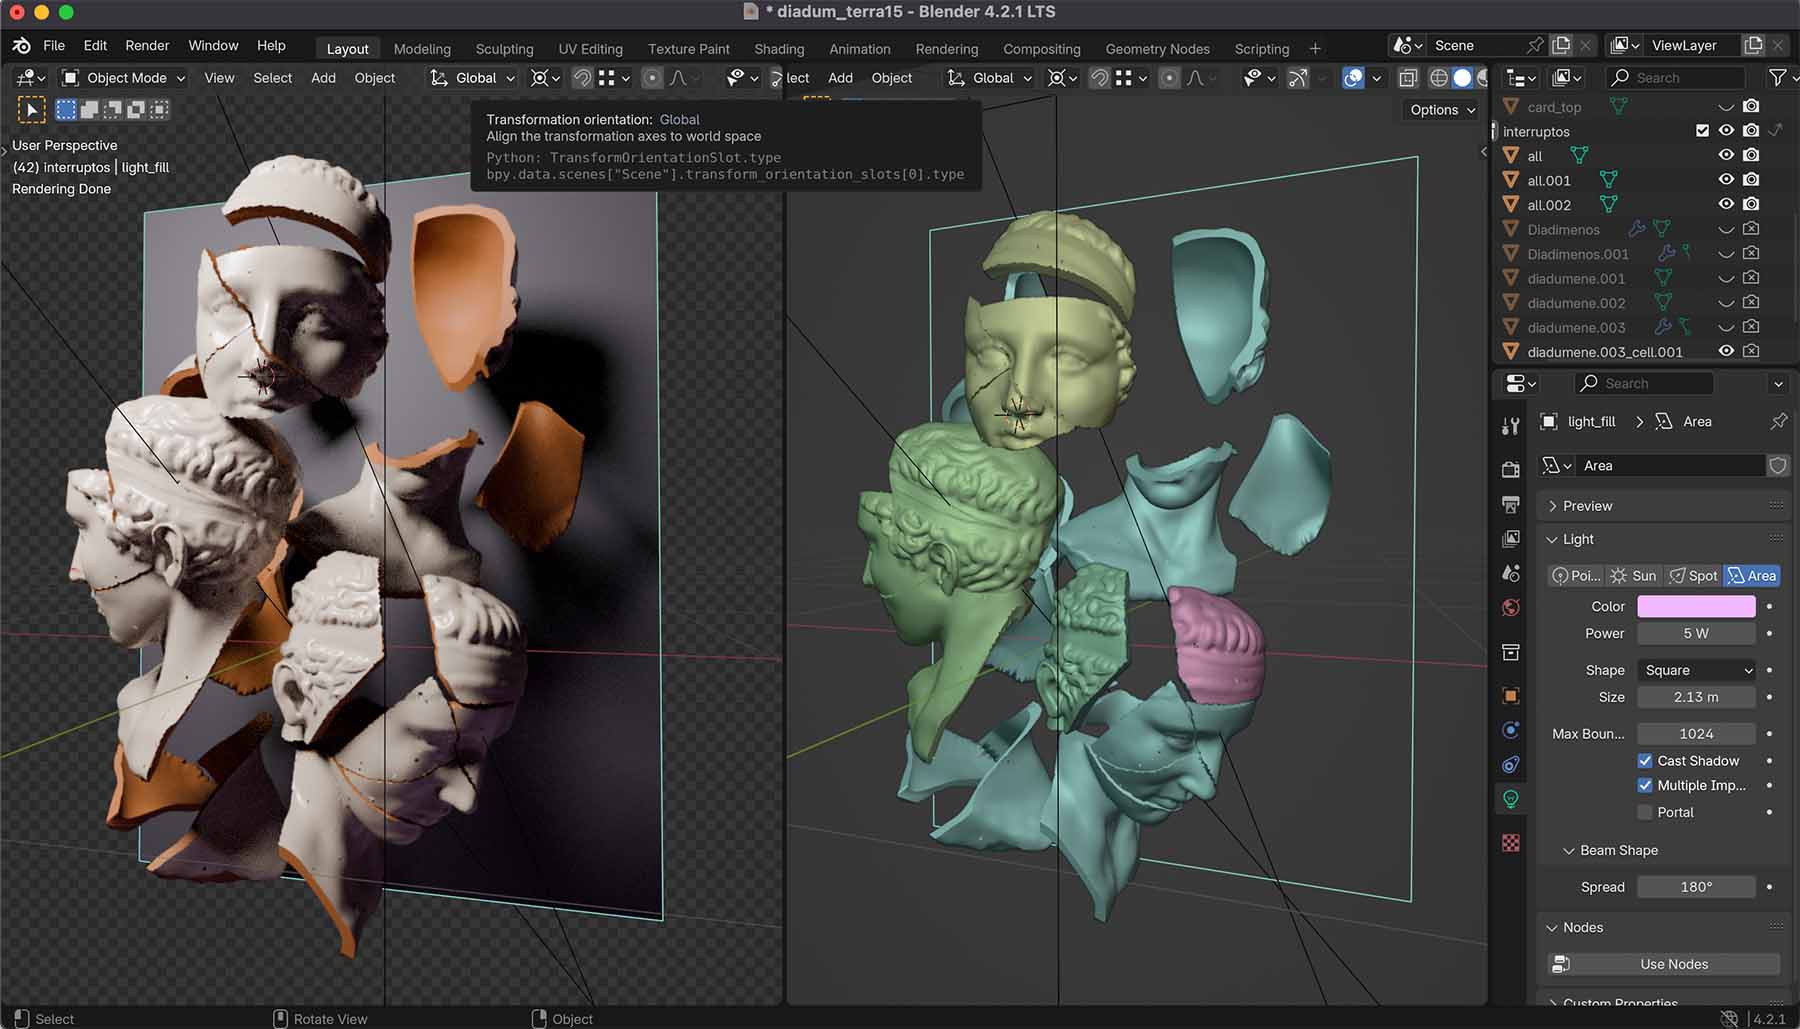 * diadum_terra15 - Blender 4.2.1 LTS
File Edit Render Window Help
Layout Modeling Sculpting UV Editing Texture Paint Shading Animation Rendering Compositing Geometry Nodes Scripting +
Scene
ViewLayer
Object Mode View Select Add Object Global
lect Add Object Global
Search
Options
User Perspective
(42) interruptos | light_fill
Rendering Done
Transformation orientation: Global
Align the transformation axes to world space
Python: TransformOrientationSlot.type
bpy.data.scenes["Scene"].transform_orientation_slots[0].type
card_top
interruptos
all
all.001
all.002
Diadimenos
Diadimenos.001
diadumene.001
diadumene.002
diadumene.003
diadumene.003_cell.001
Search
light_fill > Area
Area
Preview
Light
Poi... Sun Spot Area
Color
Power 5 W
Shape Square
Size 2.13 m
Max Boun... 1024
Cast Shadow
Multiple Imp...
Portal
Beam Shape
Spread 180°
Nodes
Use Nodes
Custom Properties
Select Rotate View Object
4.2.1